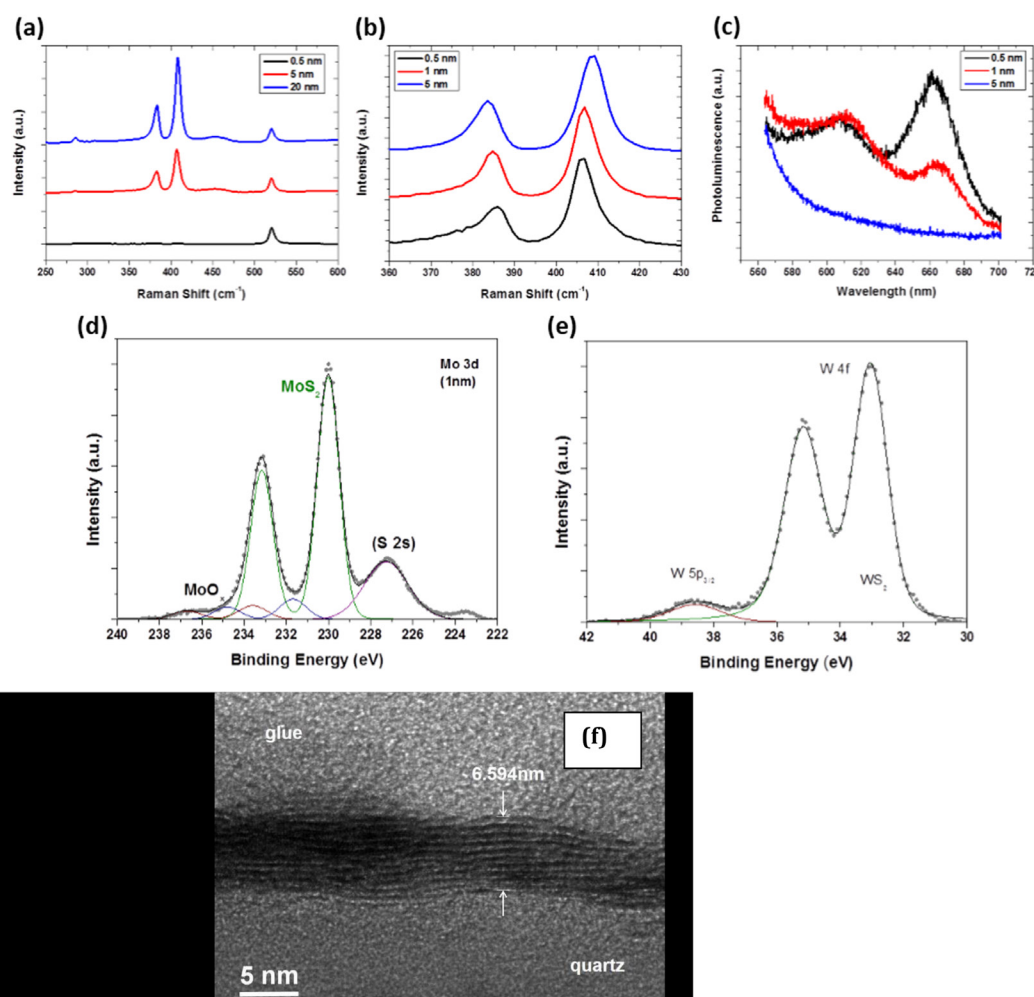 (a)
Intensity (a.u.)
0.5 nm
5 nm
20 nm
250 300 350 400 450 500 550 600
Raman Shift (cm⁻¹)
(b)
Intensity (a.u.)
0.5 nm
1 nm
5 nm
360 370 380 390 400 410 420 430
Raman Shift (cm⁻¹)
(c)
Photoluminescence (a.u.)
0.5 nm
1 nm
5 nm
560 580 600 620 640 660 680 700 72
Wavelength (nm)
(d)
Intensity (a.u.)
Mo 3d
(1nm)
MoS₂
(S 2s)
MoOₓ
240 238 236 234 232 230 228 226 224 222
Binding Energy (eV)
(e)
Intensity (a.u.)
W 4f
W 5p₃/₂
WS₂
42 40 38 36 34 32 30
Binding Energy (eV)
glue
(f)
6.594nm
5 nm
quartz